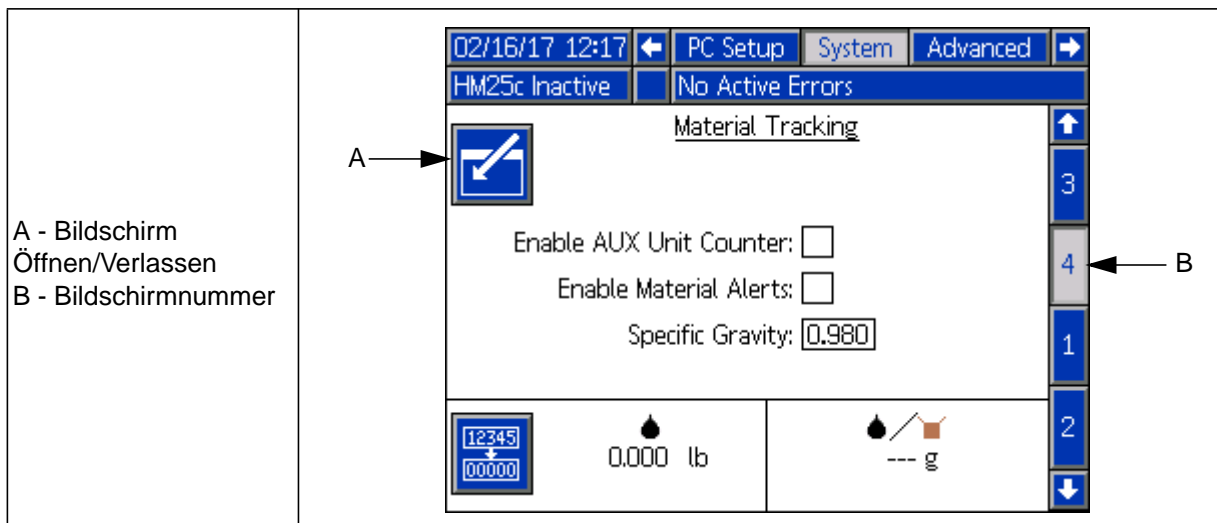 A - Bildschirm
Öffnen/Verlassen
B - Bildschirmnummer
02/16/17 12:17 PC Setup System Advanced
HM25c Inactive No Active Errors
Material Tracking
A
3
Enable AUX Unit Counter:
4
B
Enable Material Alerts:
Specific Gravity: 0.980
1
12345
00000
0.000 lb
--- g
2